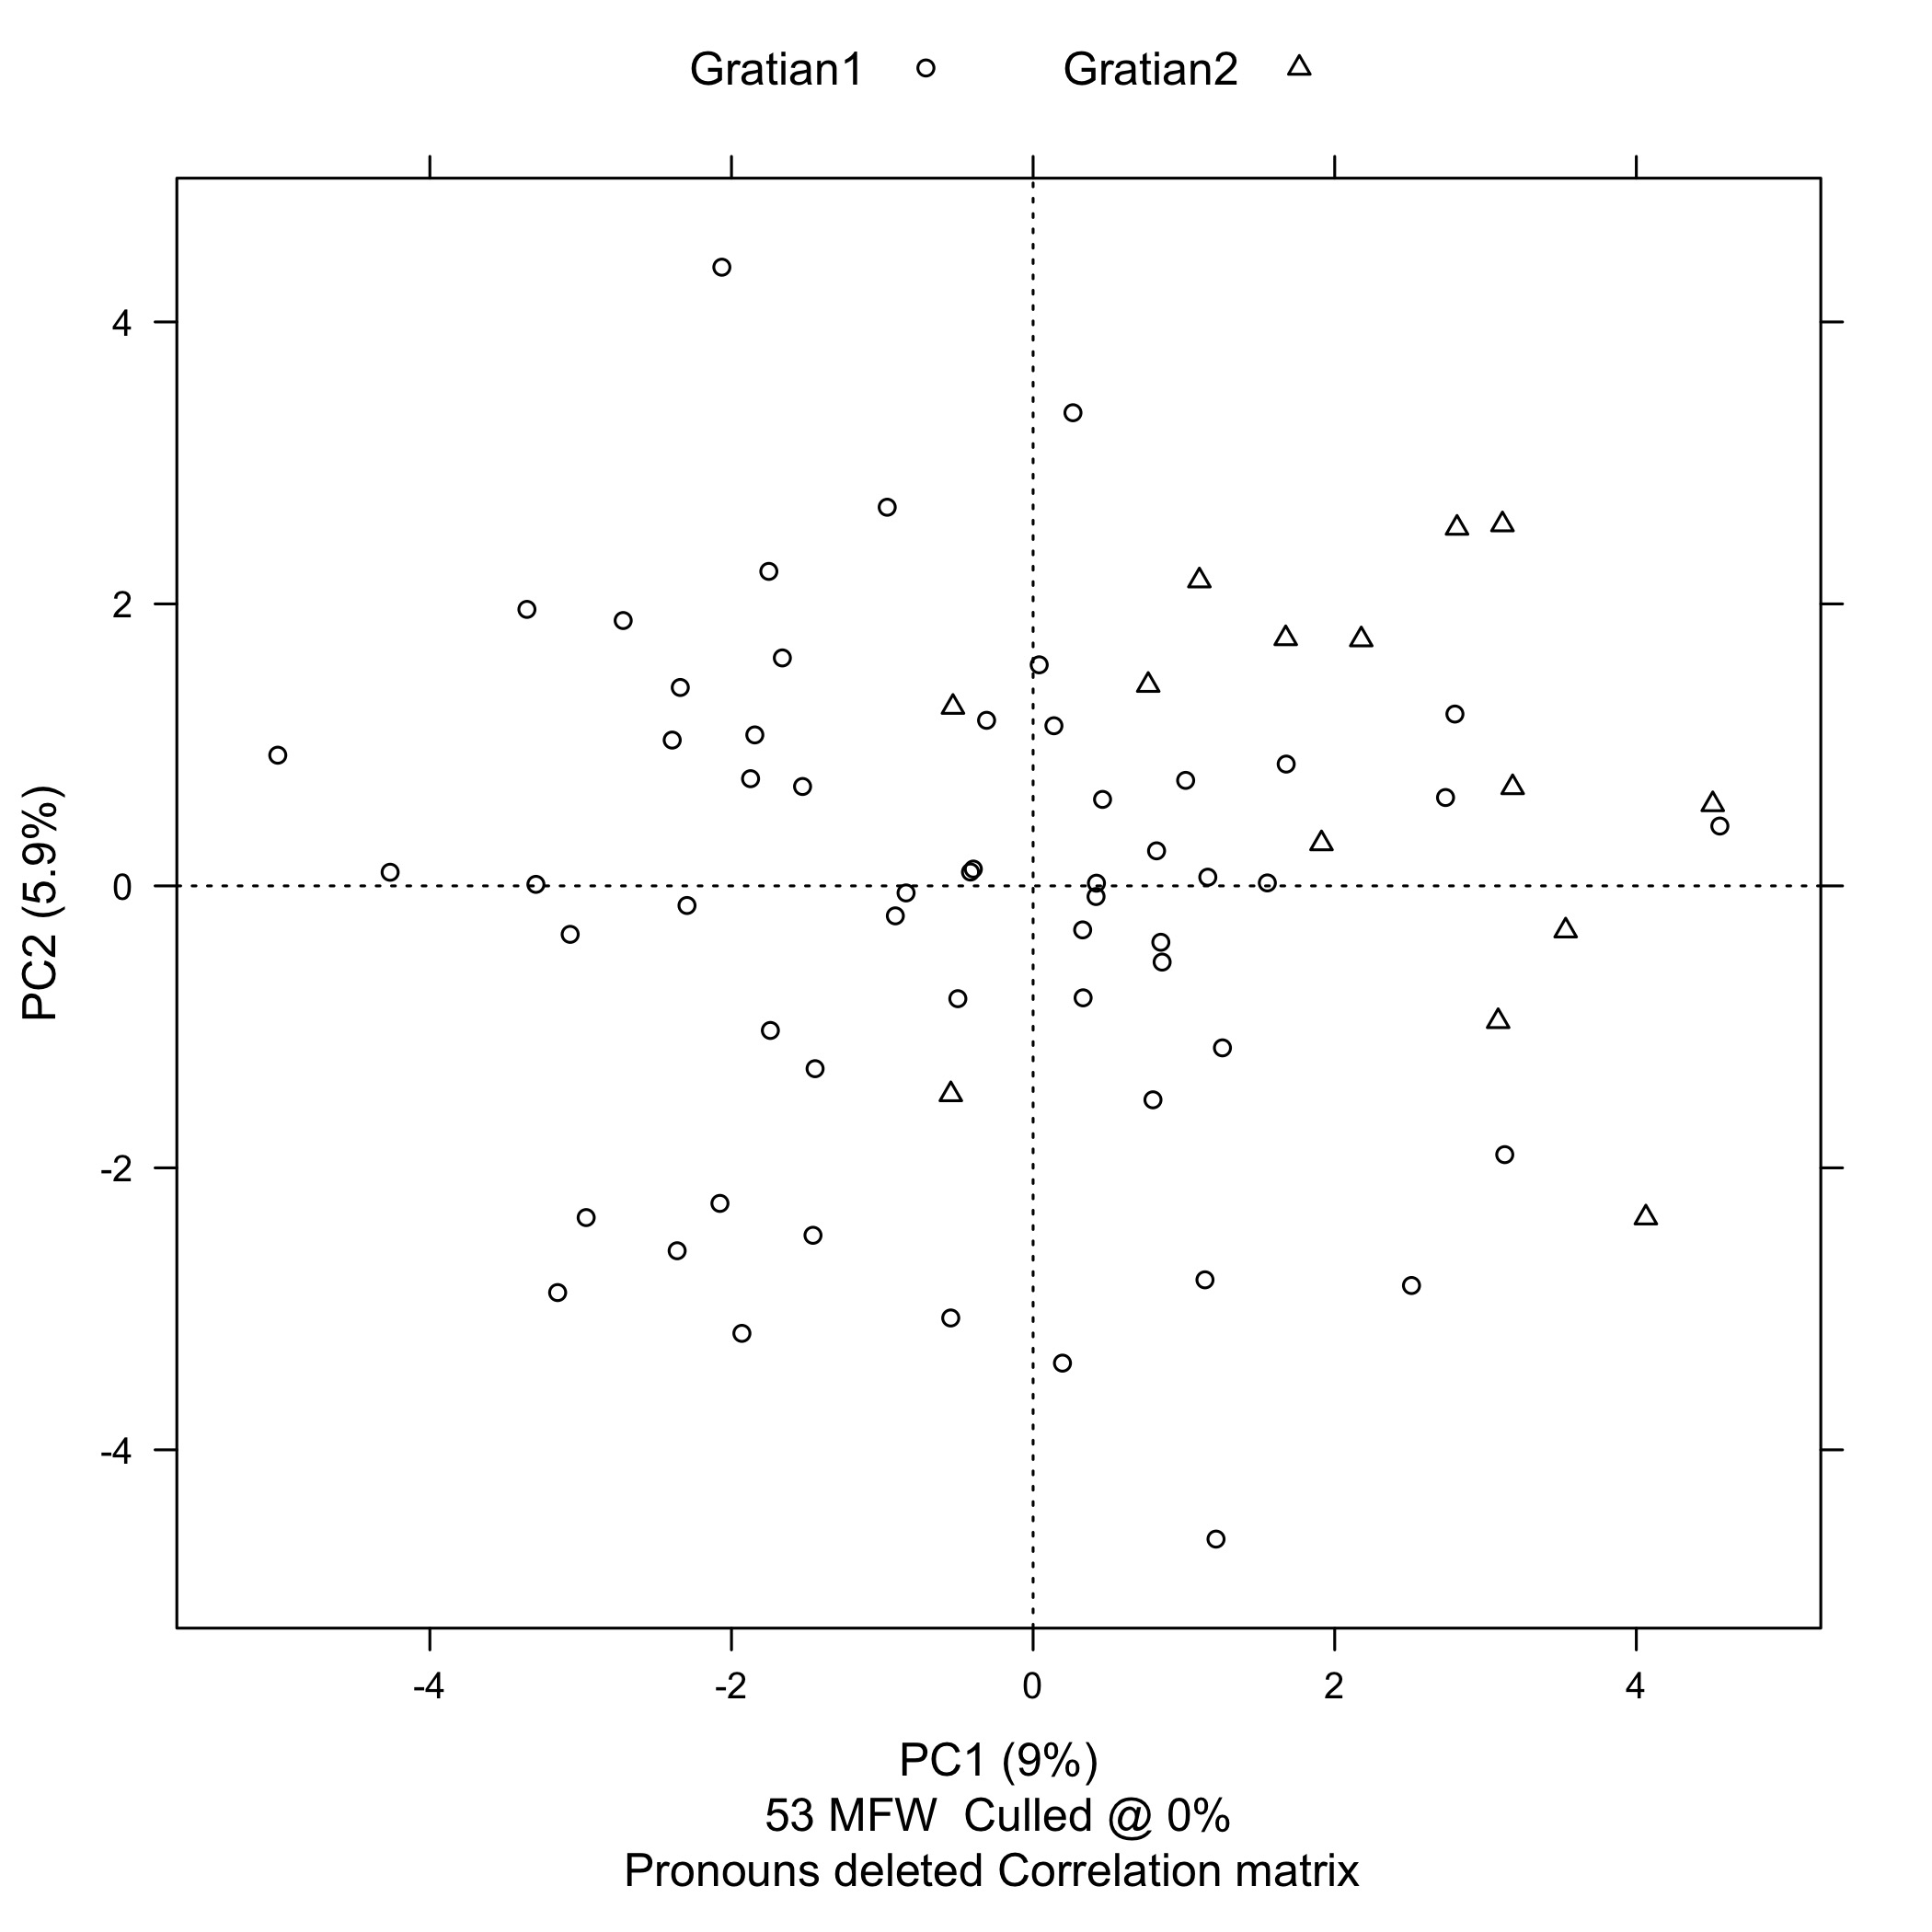 Gratian1 Gratian2
4
2
0
-2
-4
PC2 (5.9%)
-4 -2 0 2 4
PC1 (9%)
53 MFW  Culled @ 0%
Pronouns deleted Correlation matrix